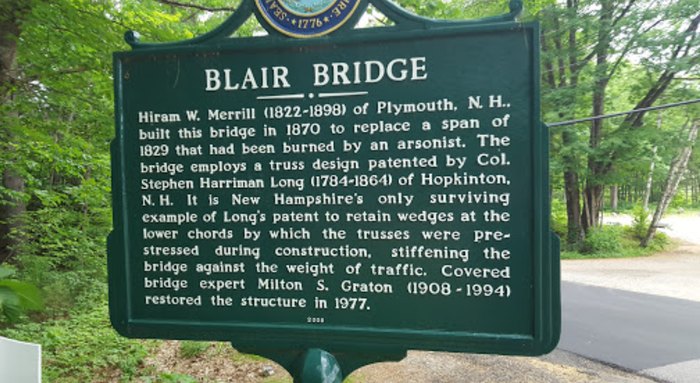 SEAL
1776
BLAIR BRIDGE
Hiram W. Merrill (1822-1898) of Plymouth, N.H.,
built this bridge in 1870 to replace a span of
1829 that had been burned by an arsonist. The
bridge employs a truss design patented by Col.
Stephen Harriman Long (1784-1864) of Hopkinton,
N.H. It is New Hampshire's only surviving
example of Long's patent to retain wedges at the
lower chords by which the trusses were pre-
stressed during construction, stiffening the
bridge against the weight of traffic. Covered
bridge expert Milton S. Graton (1908-1994)
restored the structure in 1977.